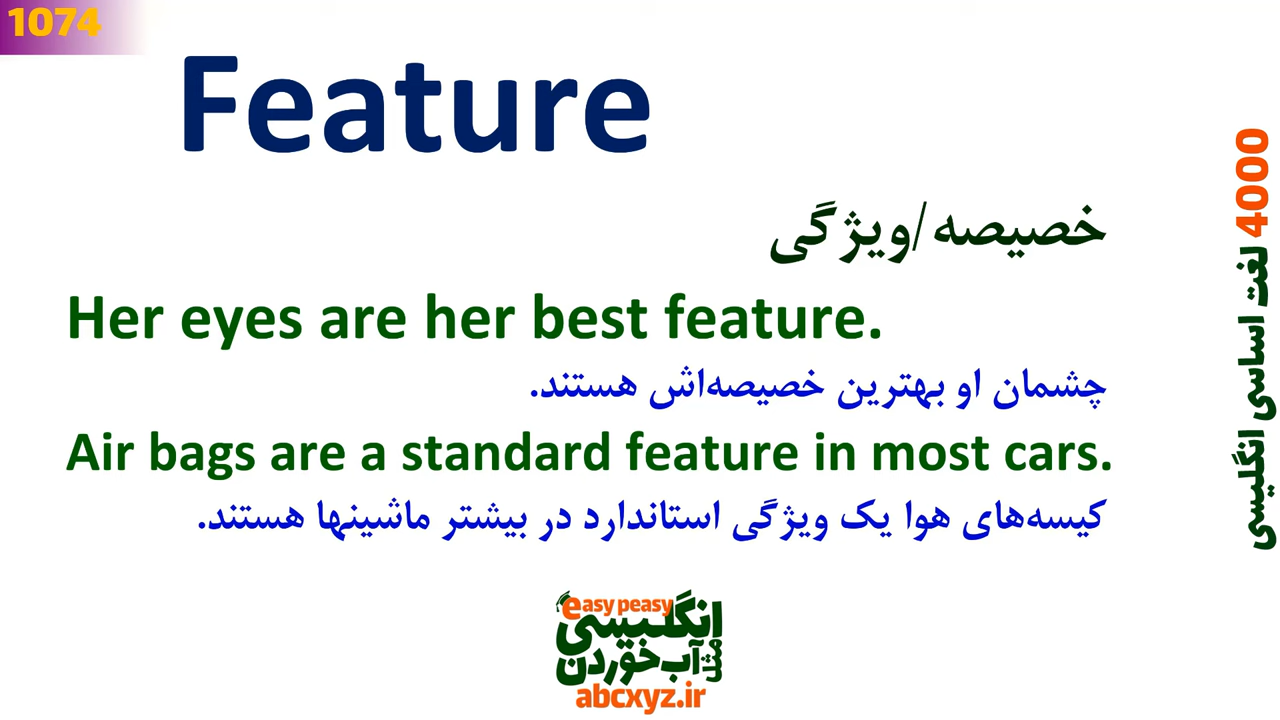 1074
Feature
خصیصه/ویژگی
Her eyes are her best feature.
چشمان او بهترین خصیصه‌اش هستند.
Air bags are a standard feature in most cars.
کیسه‌های هوا یک ویژگی استاندارد در بیشتر ماشینها هستند.
4000 لغت اساسی انگلیسی
easy peasy
انگلیسی
مثل آب خوردن
abcxyz.ir